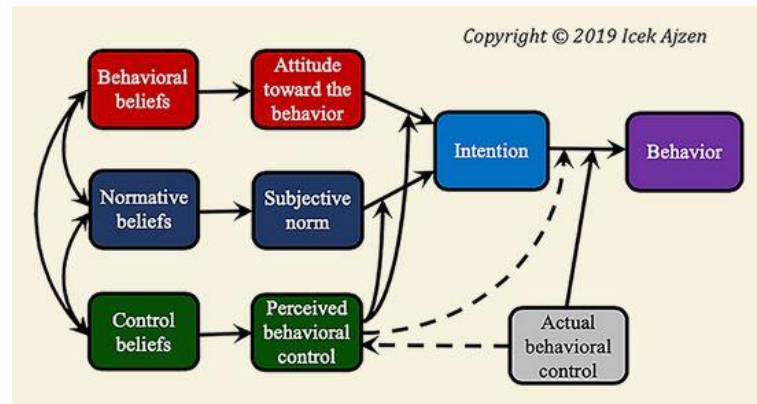 Copyright © 2019 Icek Ajzen
Behavioral
beliefs
Attitude
toward the
behavior
Intention
Behavior
Normative
beliefs
Subjective
norm
Control
beliefs
Perceived
behavioral
control
Actual
behavioral
control